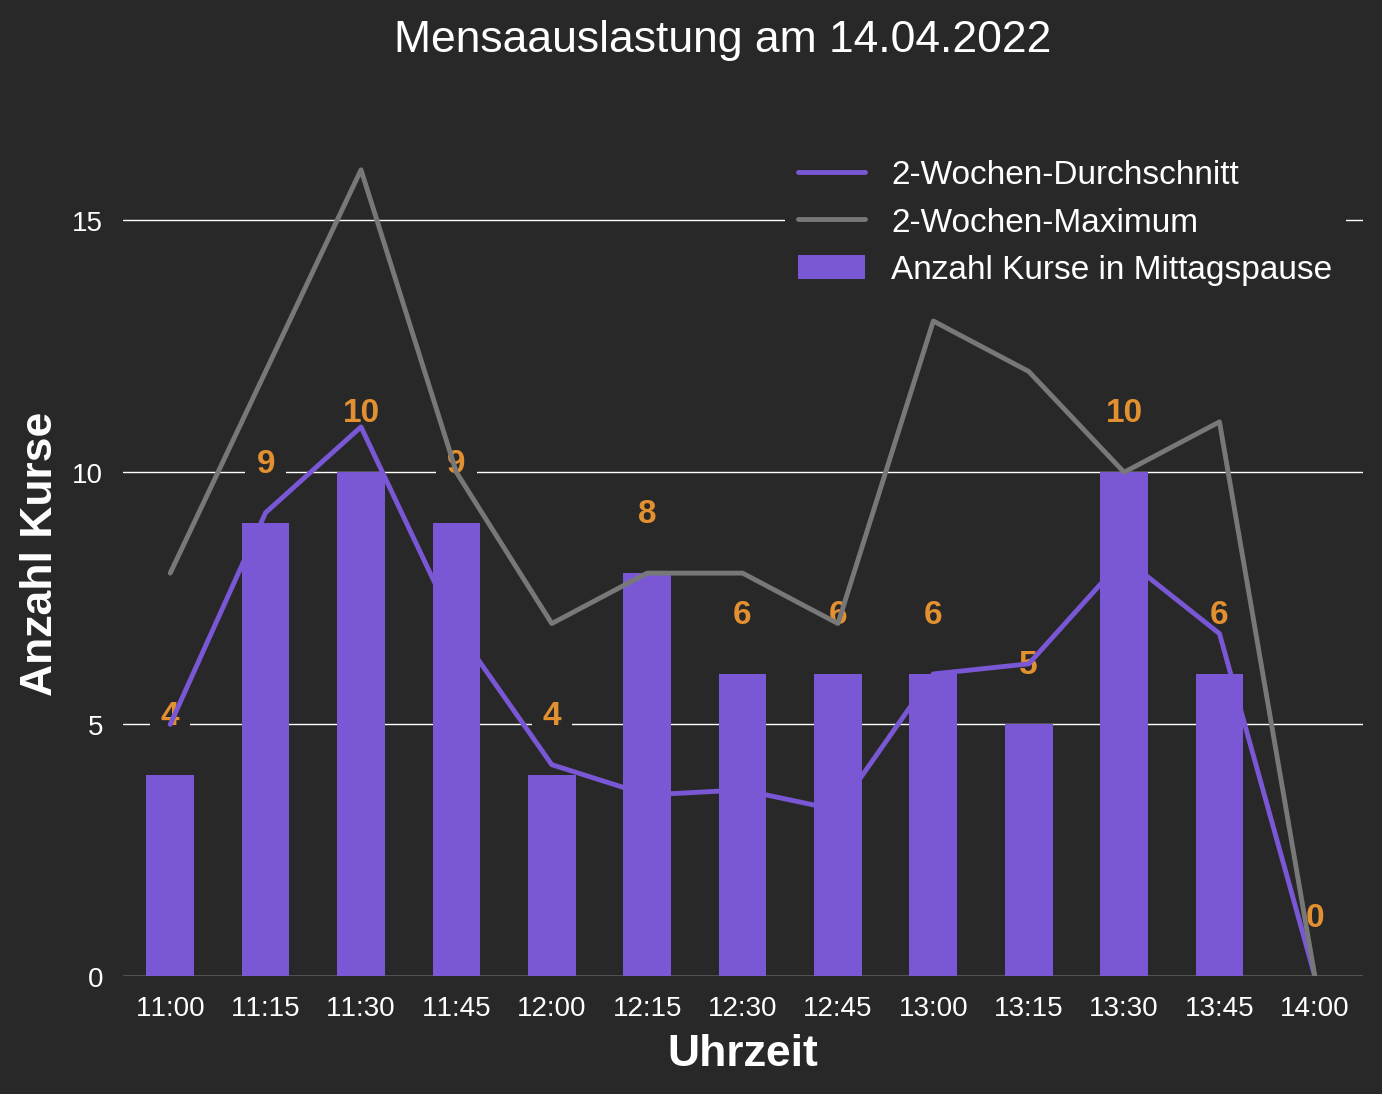 Mensaauslastung am 14.04.2022
2-Wochen-Durchschnitt
2-Wochen-Maximum
Anzahl Kurse in Mittagspause
Anzahl Kurse
15
10
5
0
4
9
10
9
4
8
6
6
6
5
10
6
0
11:00 11:15 11:30 11:45 12:00 12:15 12:30 12:45 13:00 13:15 13:30 13:45 14:00
Uhrzeit